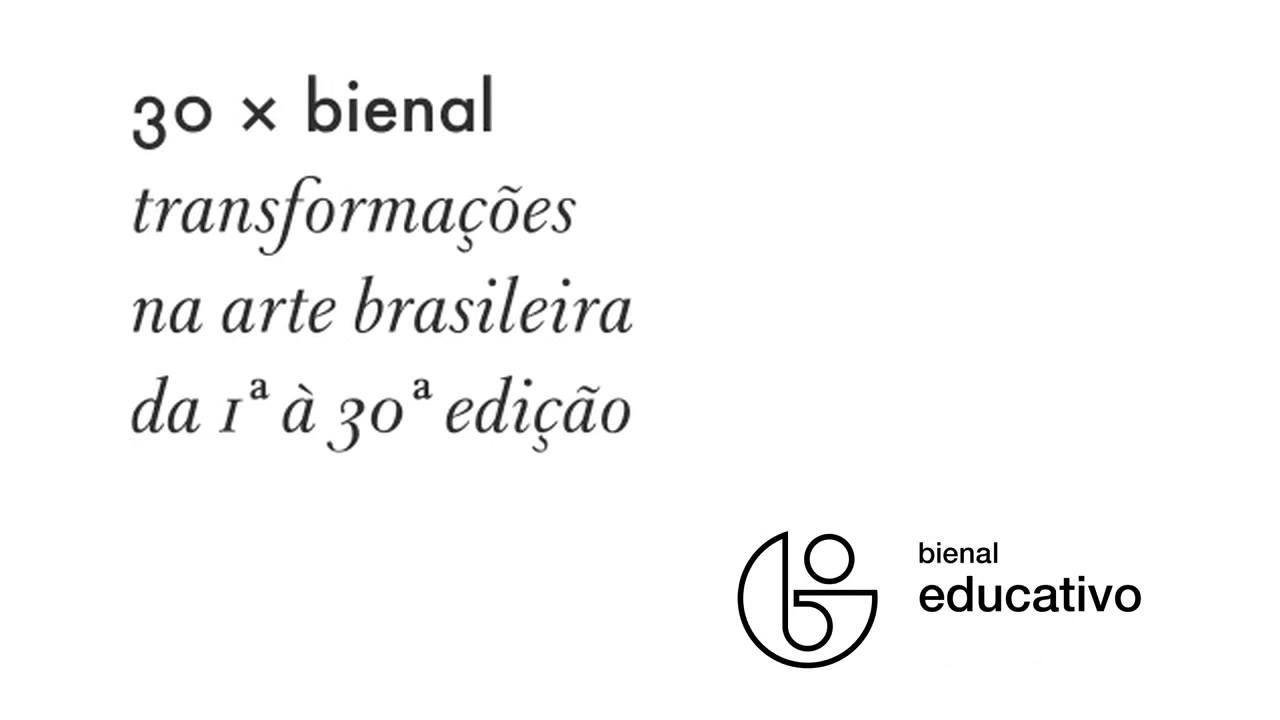 30 × bienal
transformações
na arte brasileira
da 1ª à 30ª edição
bienal
educativo